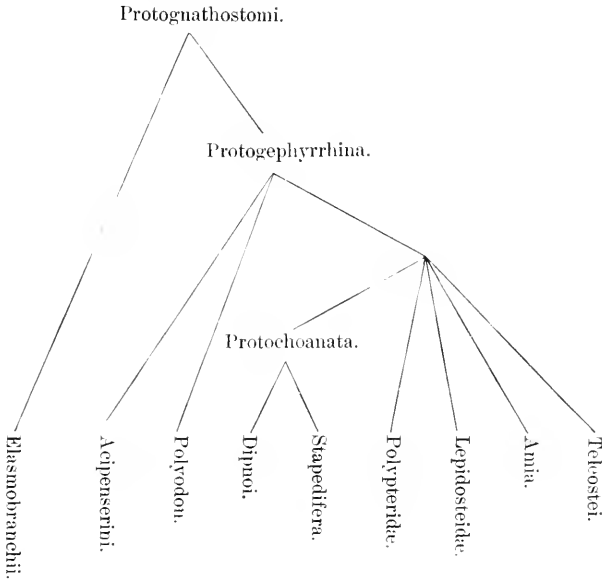 Protognathostomi.
Protogephyrrhina.
Protochoanata.
Elasmobranchii.
Acipenserini.
Polyodon.
Dipnoi.
Stapedifera.
Polypteridæ.
Lepidosteidæ.
Amia.
Teleostei.